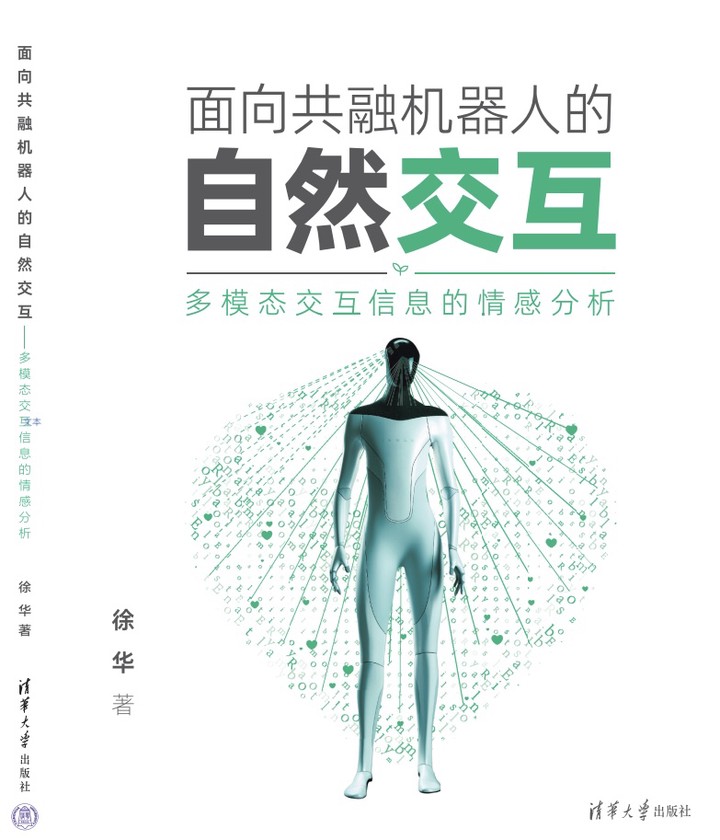 面向共融机器人的自然交互——多模态交互信息的情感分析
文本
徐华著
清华大学出版社
面向共融机器人的
自然交互
多模态交互信息的情感分析
徐华 著
清华大学出版社